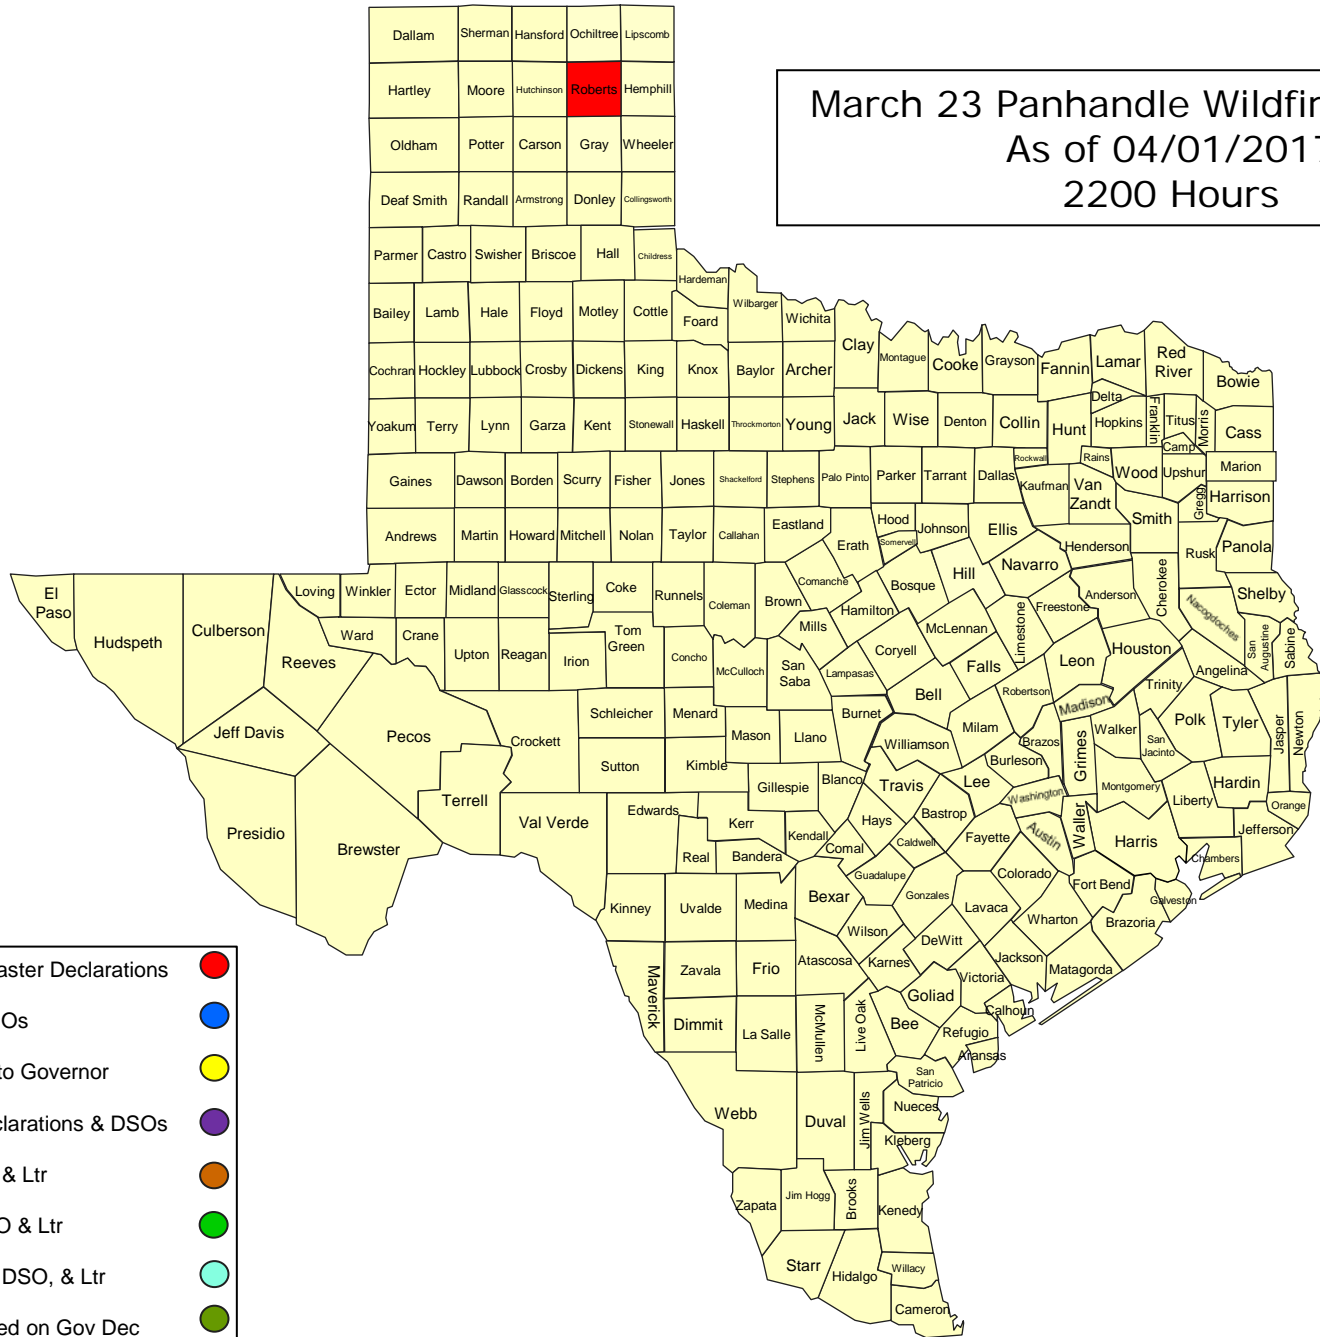 Dallam Sherman Hansford Ochiltree Lipscomb
Hartley Moore Hutchinson Roberts Hemphill
March 23 Panhandle
As of 04/01/2017
2200 Hours
Oldham Potter Carson Gray Wheeler
Deaf Smith Randall Armstrong Donley Collingsworth
Parmer Castro Swisher Briscoe Hall Childress
Hardeman
Bailey Lamb Hale Floyd Motley Cottle Foard Wilbarger Wichita
Clay Montague Cooke Grayson Fannin Lamar Red River Bowie
Cochran Hockley Lubbock Crosby Dickens King Knox Baylor Archer
Delta
Yoakum Terry Lynn Garza Kent Stonewall Haskell Throckmorton Young Jack Wise Denton Collin Hunt Hopkins Franklin Titus Morris Cass
Camp
Rockwall Rains Wood Upshur Marion
Gaines Dawson Borden Scurry Fisher Jones Shackelford Stephens Palo Pinto Parker Tarrant Dallas Kaufman Van Zandt Gregg Harrison
Smith
Andrews Martin Howard Mitchell Nolan Taylor Callahan Eastland Erath Hood Somervell Johnson Ellis Henderson Rusk Panola
Navarro
El Paso Hudspeth Culberson Loving Winkler Ector Midland Glasscock Sterling Coke Runnels Coleman Brown Comanche Hamilton Bosque Hill Freestone Anderson Cherokee Nacogdoches Shelby
Reeves Ward Crane Upton Reagan Irion Tom Green Concho McCulloch San Saba Mills Lampasas Coryell McLennan Limestone Falls Leon Houston Angelina San Augustine Sabine
Bell Robertson Madison Trinity
Jeff Davis Pecos Crockett Schleicher Menard Mason Llano Burnet Williamson Milam Brazos Grimes Walker San Jacinto Polk Tyler Jasper Newton
Sutton Kimble Gillespie Blanco Travis Lee Burleson Washington Montgomery Liberty Hardin Orange
Presidio Brewster Terrell Val Verde Edwards Kerr Real Bandera Kendall Comal Hays Caldwell Bastrop Fayette Austin Waller Harris Jefferson Chambers
Kinney Uvalde Medina Bexar Guadalupe Gonzales Lavaca Colorado Fort Bend Galveston
Wharton Brazoria
Maverick Zavala Frio Atascosa Wilson Karnes DeWitt Jackson Matagorda
Victoria
Goliad Calhoun
Dimmit La Salle McMullen Live Oak Bee Refugio
Aransas
San Patricio
Webb Duval Jim Wells Nueces
Kleberg
Zapata Jim Hogg Brooks Kenedy
Starr Hidalgo Willacy
Cameron
Declarations
to Governor
& DSOs
& Ltr
& Ltr
DSO, & Ltr
on Gov Dec